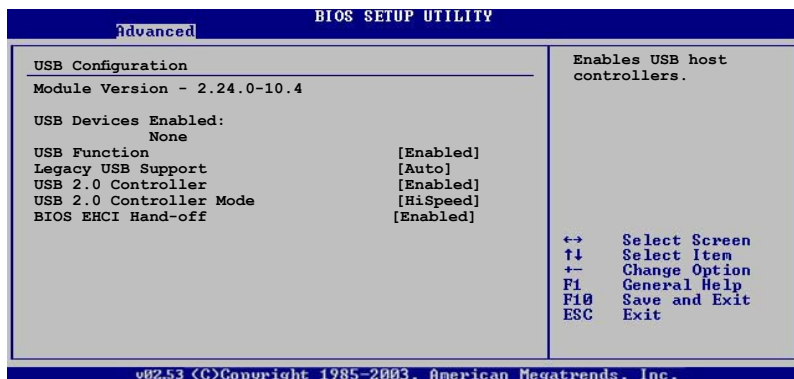 BIOS SETUP UTILITY
Advanced
USB Configuration
Module Version - 2.24.0-10.4
USB Devices Enabled:
None
USB Function [Enabled]
Legacy USB Support [Auto]
USB 2.0 Controller [Enabled]
USB 2.0 Controller Mode [HiSpeed]
BIOS EHCI Hand-off [Enabled]
Enables USB host
controllers.
←→ Select Screen
↑↓ Select Item
+- Change Option
F1 General Help
F10 Save and Exit
ESC Exit
v02.53 (C)Copyright 1985-2003, American Megatrends, Inc.